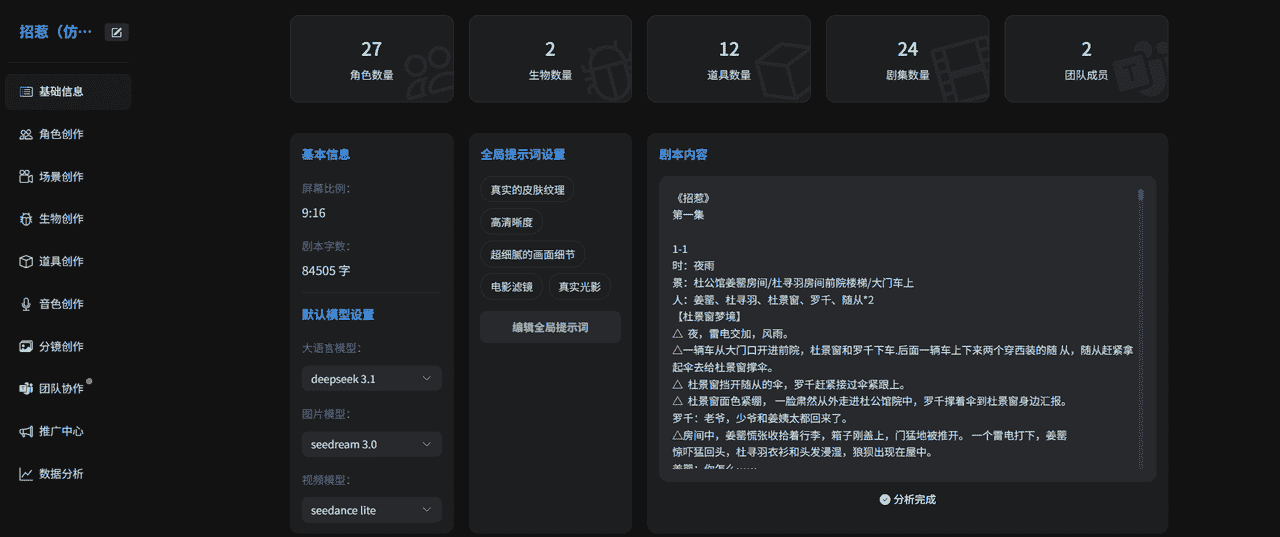 招惹（仿…
基础信息
角色创作
场景创作
生物创作
道具创作
音色创作
分镜创作
团队协作
推广中心
数据分析
27
角色数量
2
生物数量
12
道具数量
24
剧集数量
2
团队成员
基本信息
屏幕比例：
9:16
剧本字数：
84505 字
默认模型设置
大语言模型：
deepseek 3.1
图片模型：
seedream 3.0
视频模型：
seedance lite
全局提示词设置
真实的皮肤纹理
高清晰度
超细腻的画面细节
电影滤镜 真实光影
编辑全局提示词
剧本内容
《招惹》
第一集
1-1
时：夜雨
景：杜公馆姜罂房间/杜寻羽房间前院楼梯/大门车上
人：姜罂、杜寻羽、杜景窗、罗千、随从*2
【杜景窗梦境】
△ 夜，雷电交加，风雨。
△一辆车从大门口开进前院，杜景窗和罗千下车.后面一辆车上下来两个穿西装的随 从，随从赶紧拿
起伞去给杜景窗撑伞。
△ 杜景窗挡开随从的伞，罗千赶紧接过伞紧跟上。
△ 杜景窗面色紧绷， 一脸肃然从外走进杜公馆院中，罗千撑着伞到杜景窗身边汇报。
罗千：老爷，少爷和姜姨太都回来了。
△房间中，姜罂慌张收拾着行李，箱子刚盖上，门猛地被推开。 一个雷电打下，姜罂
惊吓猛回头，杜寻羽衣衫和头发漫湿，狼狈出现在屋中。
姜罂：你怎么……
分析完成